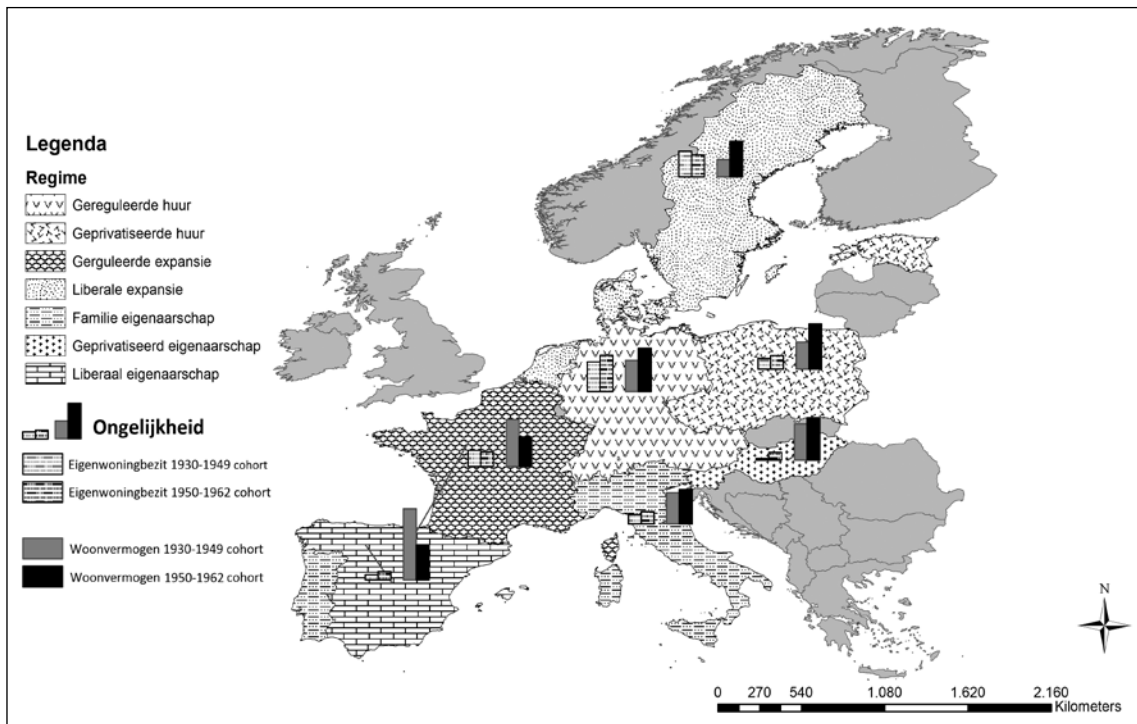 Legenda
Regime
Gereguleerde huur
Geprivatiseerde huur
Gerguleerde expansie
Liberale expansie
Familie eigenaarschap
Geprivatiseerd eigenaarschap
Liberaal eigenaarschap
Ongelijkheid
Eigenwoningbezit 1930-1949 cohort
Eigenwoningbezit 1950-1962 cohort
Woonvermogen 1930-1949 cohort
Woonvermogen 1950-1962 cohort
N
0 270 540 1.080 1.620 2.160
Kilometers